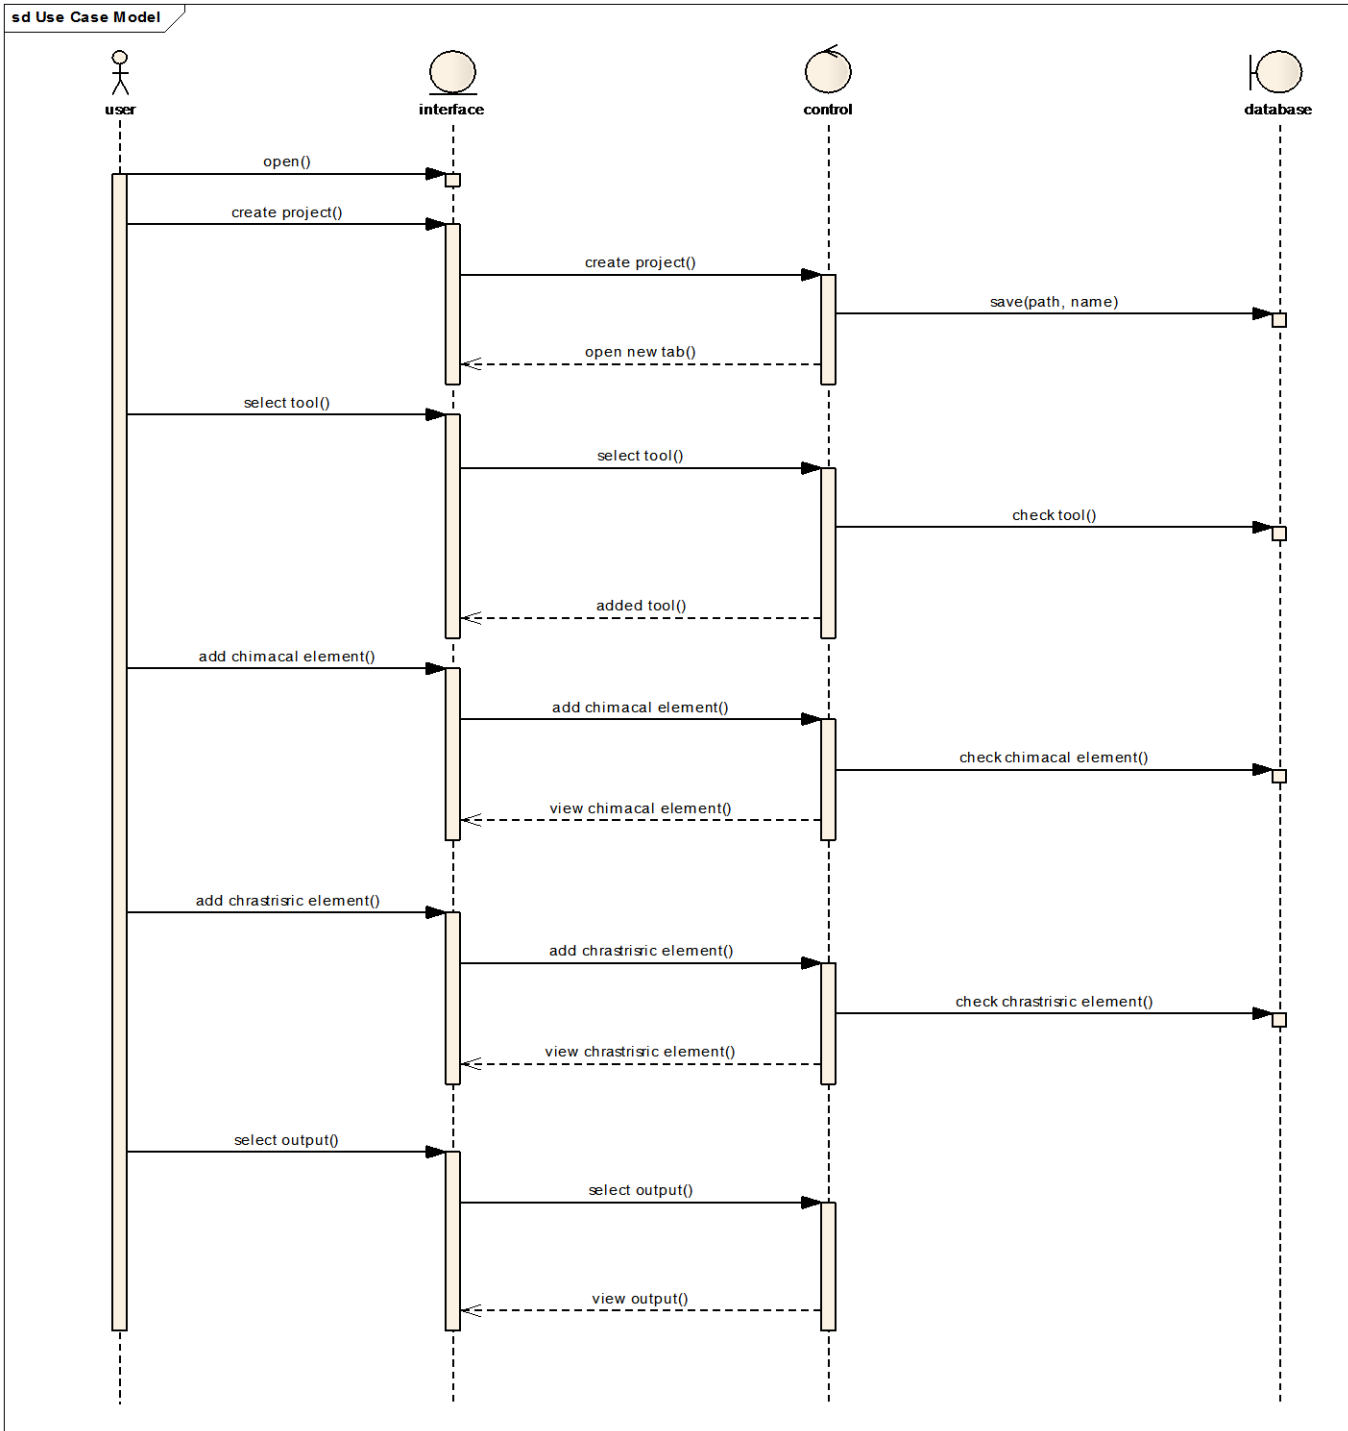 sd Use Case Model
user
interface
control
database
open()
create project()
create project()
save(path, name)
open new tab()
select tool()
select tool()
check tool()
added tool()
add chimacal element()
add chimacal element()
check chimacal element()
view chimacal element()
add chrastrisric element()
add chrastrisric element()
check chrastrisric element()
view chrastrisric element()
select output()
select output()
view output()